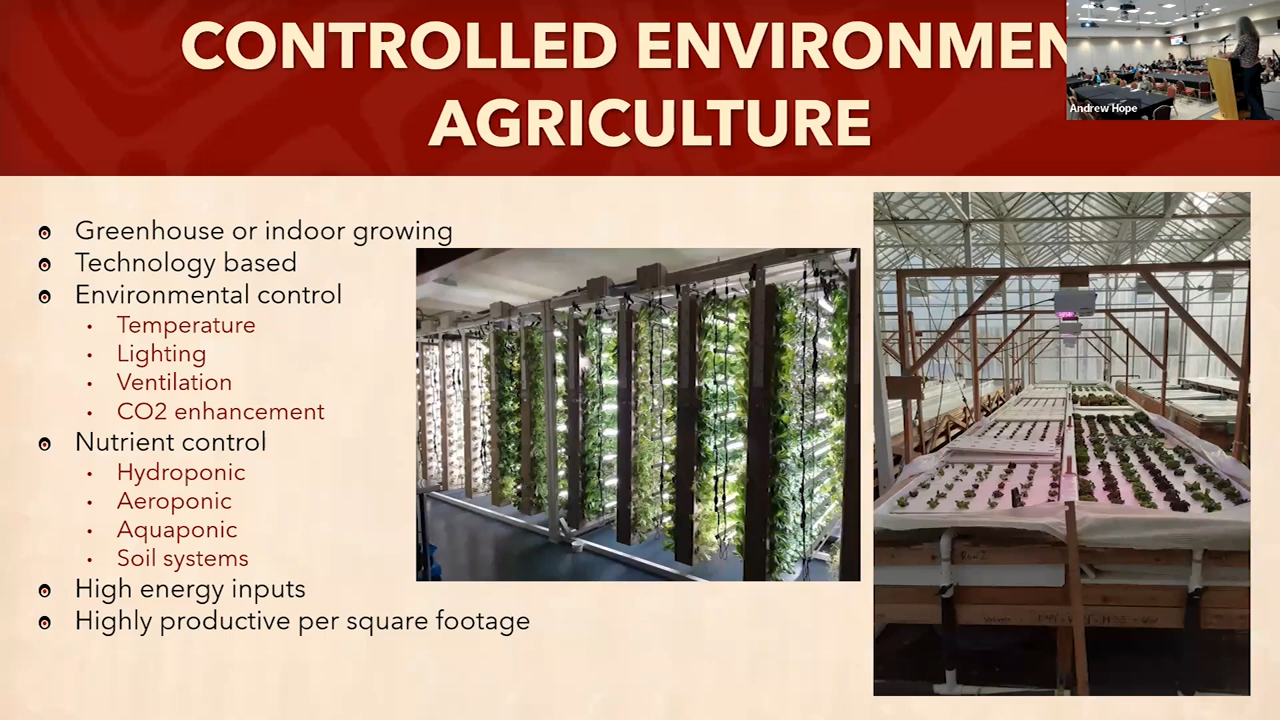 CONTROLLED ENVIRONMEN
AGRICULTURE
Andrew Hope
Greenhouse or indoor growing
Technology based
Environmental control
Temperature
Lighting
Ventilation
CO2 enhancement
Nutrient control
Hydroponic
Aeroponic
Aquaponic
Soil systems
High energy inputs
Highly productive per square footage